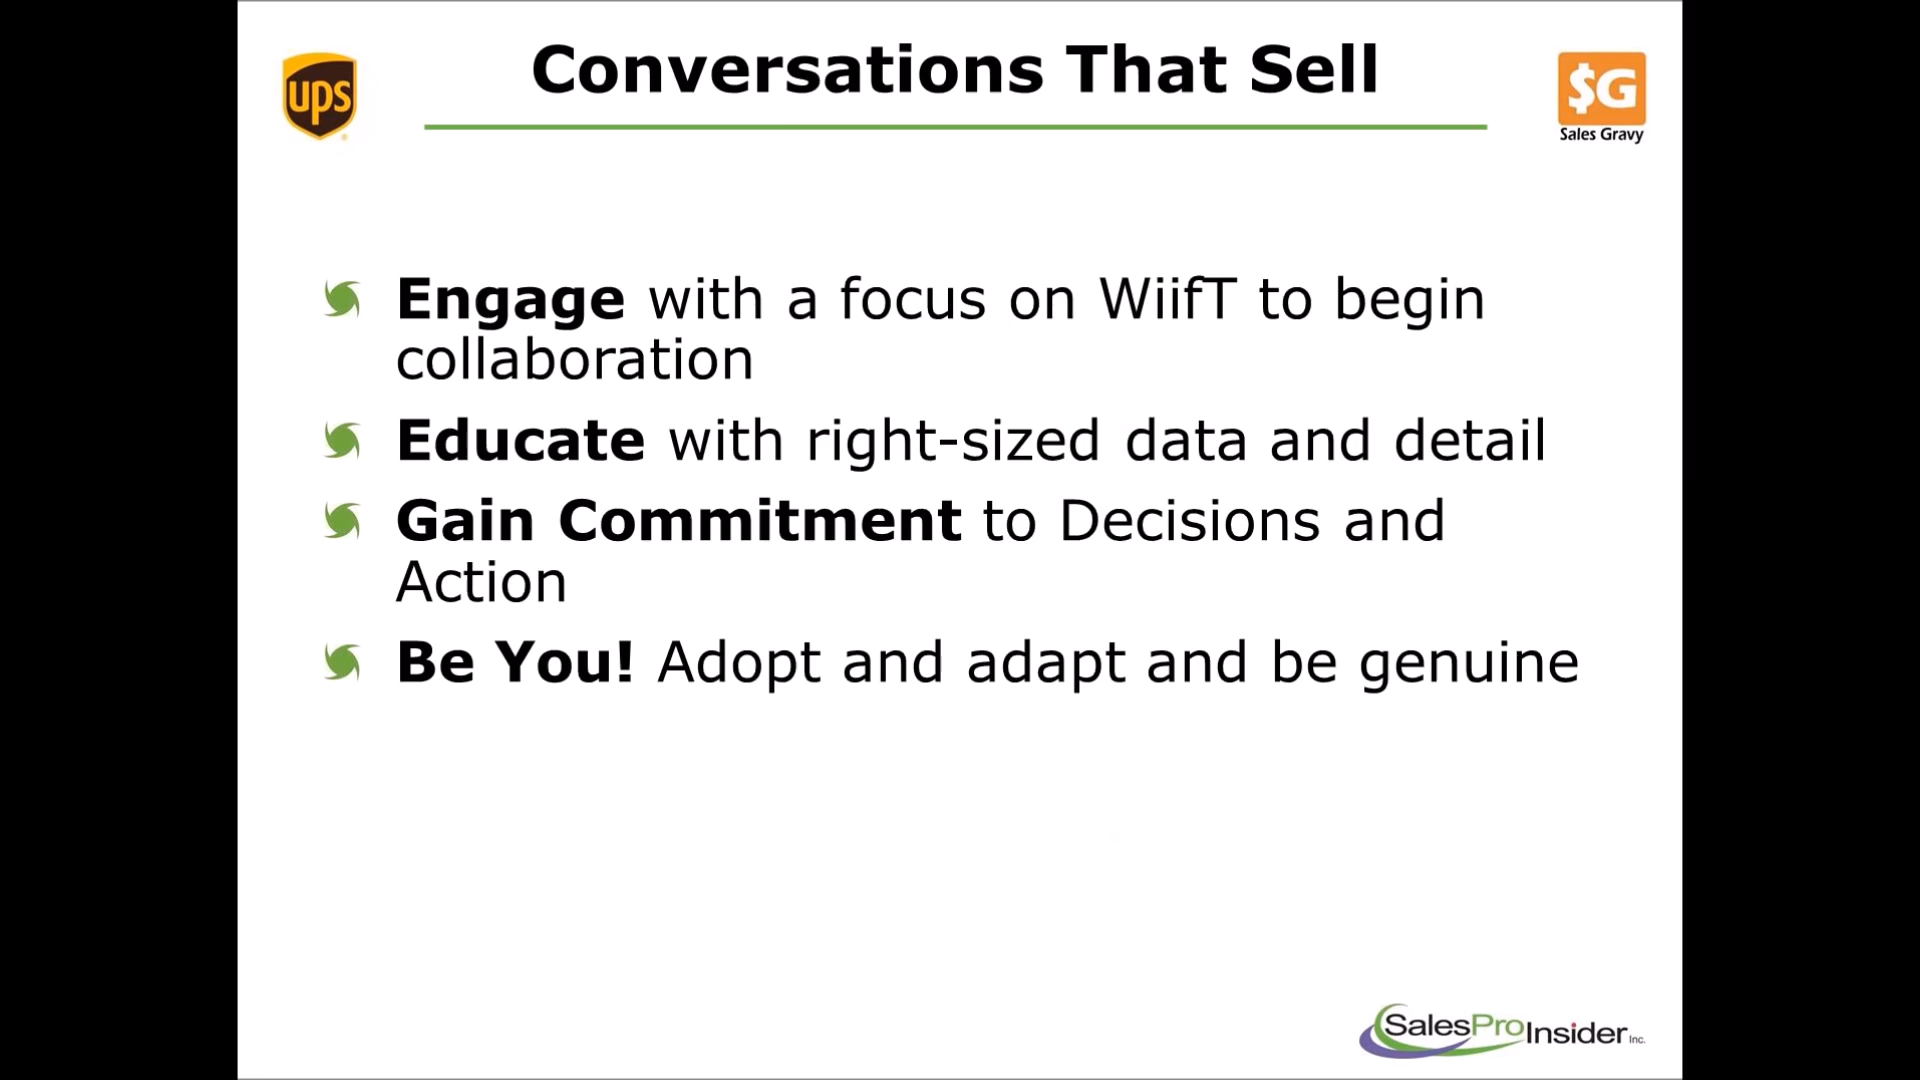 Conversations That Sell
ups
$G
Sales Gravy
Engage with a focus on WiifT to begin
collaboration
Educate with right-sized data and detail
Gain Commitment to Decisions and
Action
Be You! Adopt and adapt and be genuine
SalesProInsider Inc.